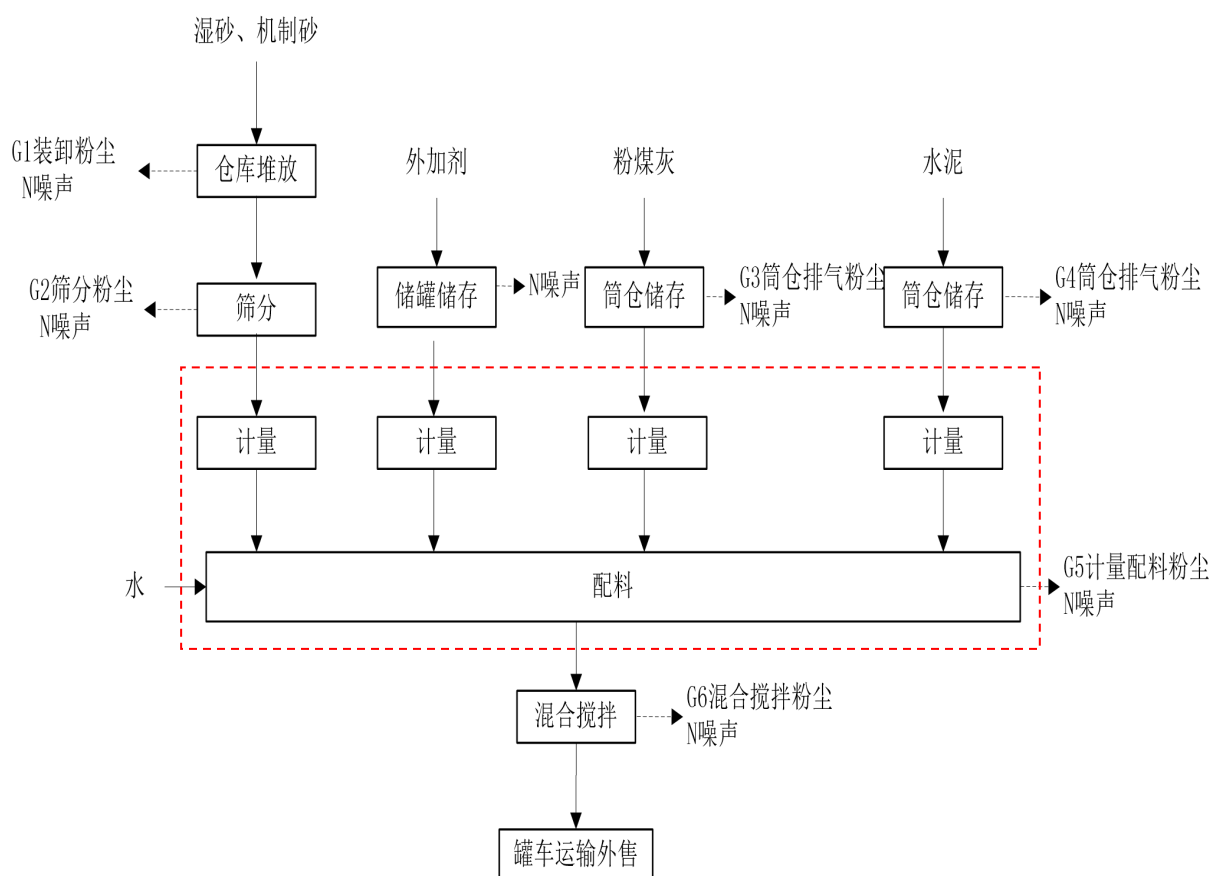 湿砂、机制砂
G1装卸粉尘
N噪声
仓库堆放
外加剂
粉煤灰
水泥
G2筛分粉尘
N噪声
筛分
储罐储存
N噪声
筒仓储存
G3筒仓排气粉尘
N噪声
筒仓储存
G4筒仓排气粉尘
N噪声
计量
计量
计量
计量
水
配料
G5计量配料粉尘
N噪声
混合搅拌
G6混合搅拌粉尘
N噪声
罐车运输外售